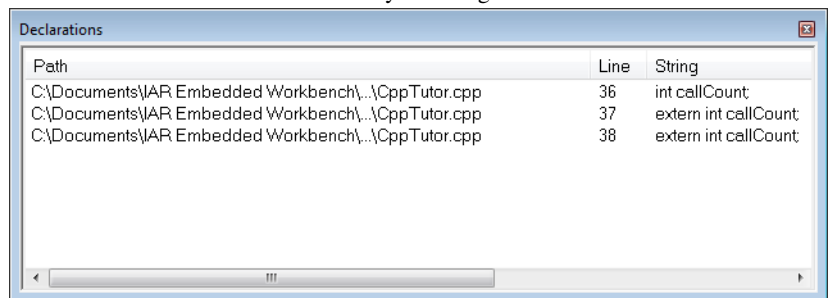 Declarations
Path Line String
C:\Documents\IAR Embedded Workbench\...\CppTutor.cpp 36 int callCount;
C:\Documents\IAR Embedded Workbench\...\CppTutor.cpp 37 extern int callCount;
C:\Documents\IAR Embedded Workbench\...\CppTutor.cpp 38 extern int callCount;